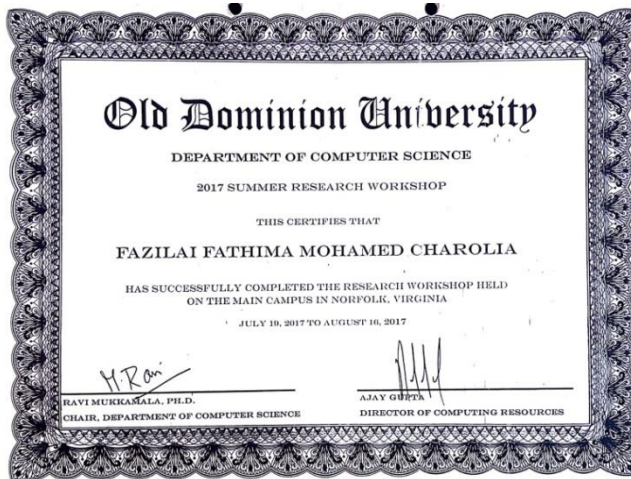 Old Dominion University
DEPARTMENT OF COMPUTER SCIENCE
2017 SUMMER RESEARCH WORKSHOP
THIS CERTIFIES THAT
FAZILAI FATHIMA MOHAMED CHAROLIA
HAS SUCCESSFULLY COMPLETED THE RESEARCH WORKSHOP HELD
ON THE MAIN CAMPUS IN NORFOLK, VIRGINIA
JULY 19, 2017 TO AUGUST 16, 2017
M. Ravi
RAVI MUKKAMALA, PH.D.
CHAIR, DEPARTMENT OF COMPUTER SCIENCE
AJAY GUPTA
DIRECTOR OF COMPUTING RESOURCES